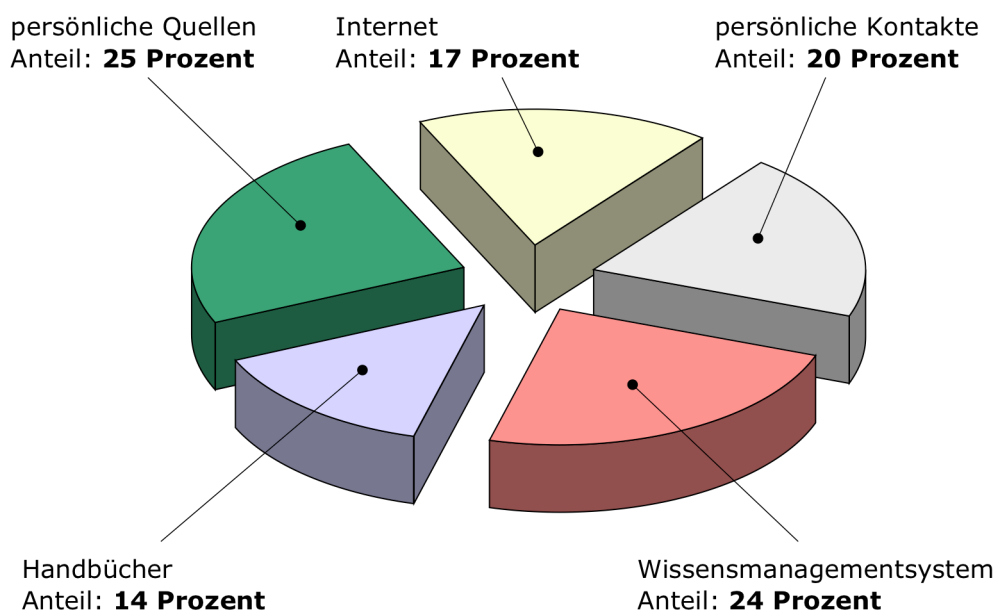 persönliche Quellen
Anteil: 25 Prozent
Internet
Anteil: 17 Prozent
persönliche Kontakte
Anteil: 20 Prozent
Handbücher
Anteil: 14 Prozent
Wissensmanagementsystem
Anteil: 24 Prozent